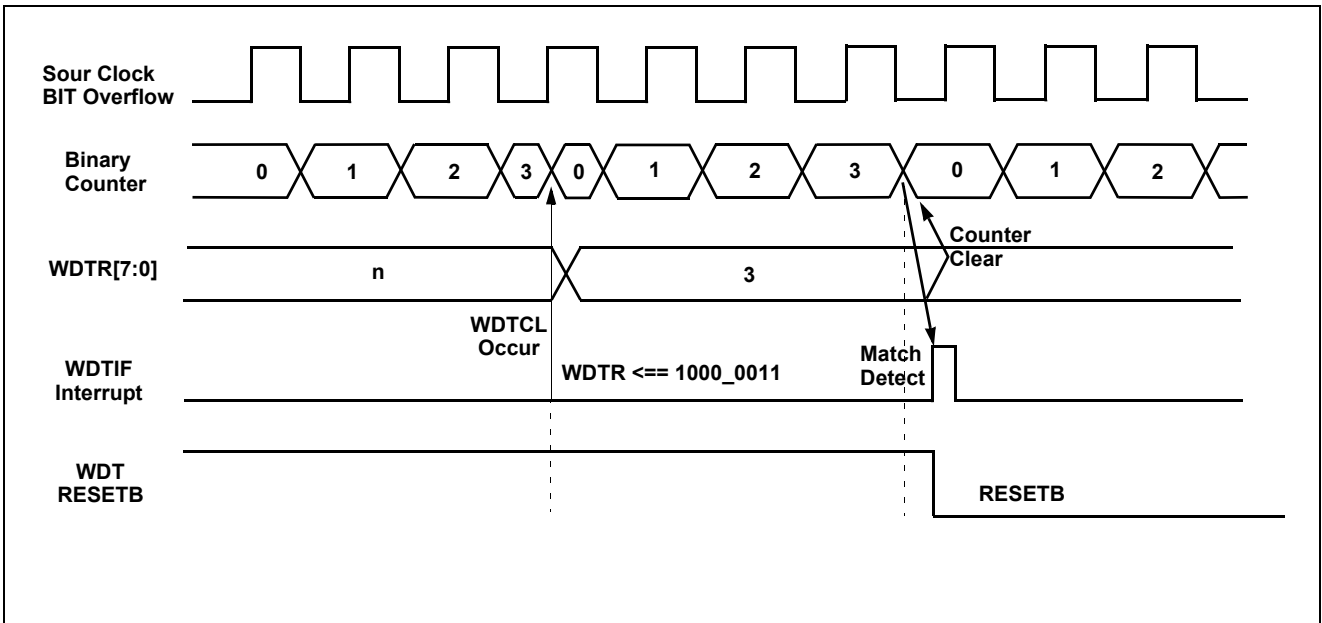 Sour Clock
BIT Overflow
Binary
Counter
0 1 2 3 0 1 2 3 0 1 2
Counter
Clear
WDTR[7:0]
n
3
WDTCL
Occur
WDTIF
Interrupt
WDTR <== 1000_0011
Match
Detect
WDT
RESETB
RESETB